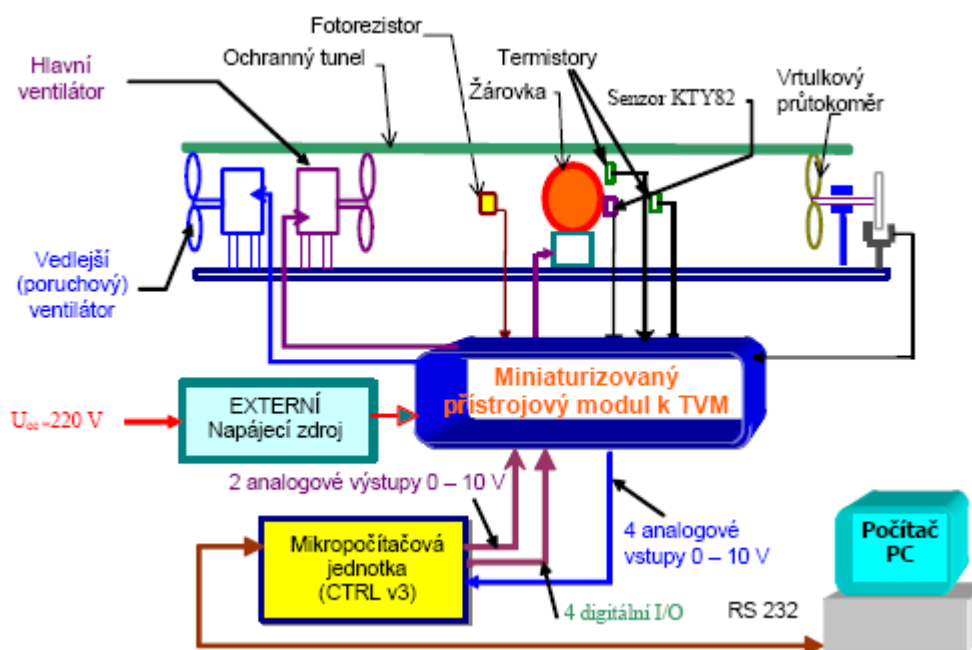 Fotorezistor
Ochranný tunel
Termistory
Hlavní
ventilátor
Žárovka
Senzor KTY82
Vrtulkový
průtokoměr
Vedlejší
(poruchový)
ventilátor
Miniaturizovaný
přístrojový modul k TVM
EXTERNÍ
Napájecí zdroj
U =220 V
2 analogové výstupy 0 – 10 V
4 analogové
vstupy 0 – 10 V
Mikropočítačová
jednotka
(CTRL v3)
4 digitální I/O
RS 232
Počítač
PC